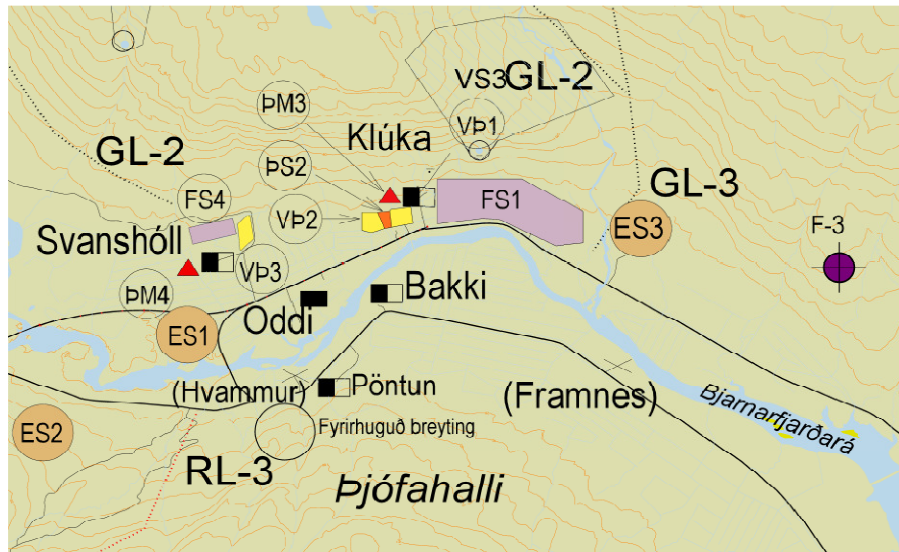 VS3 GL-2
ÞM3
Klúka
VÞ1
GL-2
ÞS2
GL-3
FS4
FS1
VÞ2
ES3
F-3
Svanshóll
VÞ3
ÞM4
Oddi
Bakki
ES1
(Hvammur)
Pöntun
(Framnes)
Bjarnarfjarðará
ES2
Fyrirhuguð breyting
RL-3
Þjófahalli